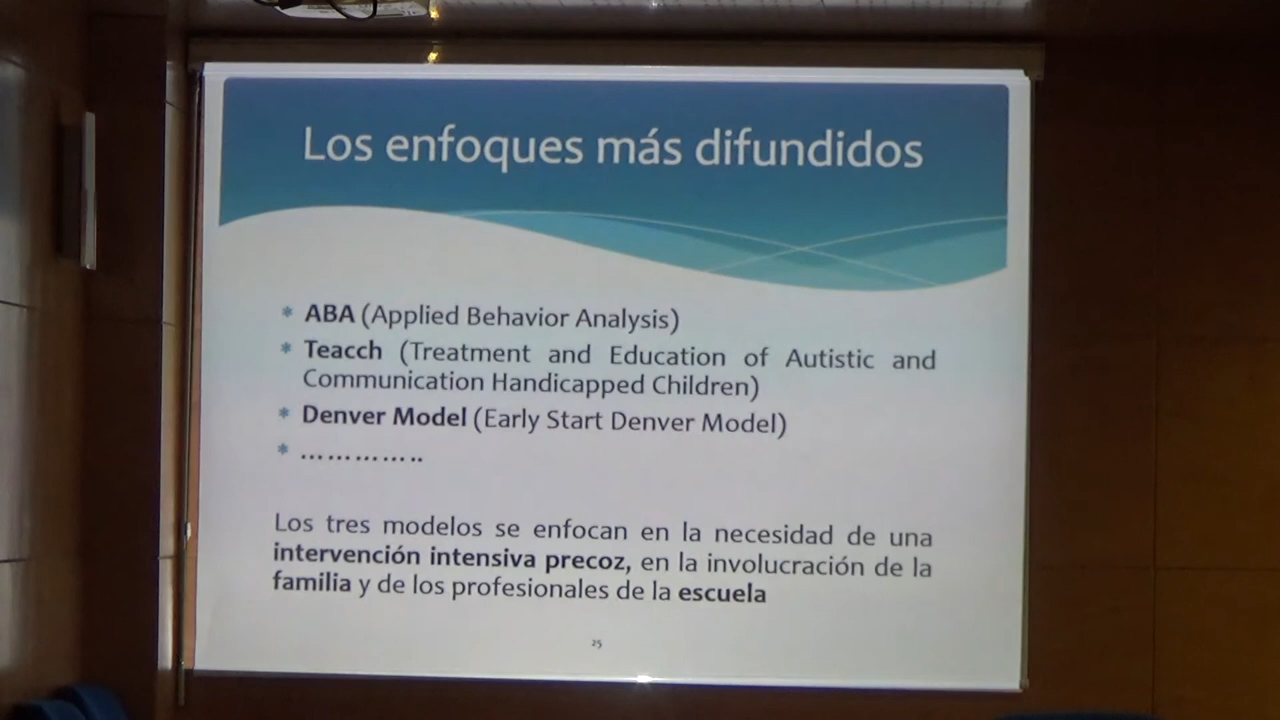 Los enfoques más difundidos
* ABA (Applied Behavior Analysis)
* Teacch (Treatment and Education of Autistic and
Communication Handicapped Children)
* Denver Model (Early Start Denver Model)
* …………..
Los tres modelos se enfocan en la necesidad de una
intervención intensiva precoz, en la involucración de la
familia y de los profesionales de la escuela
25